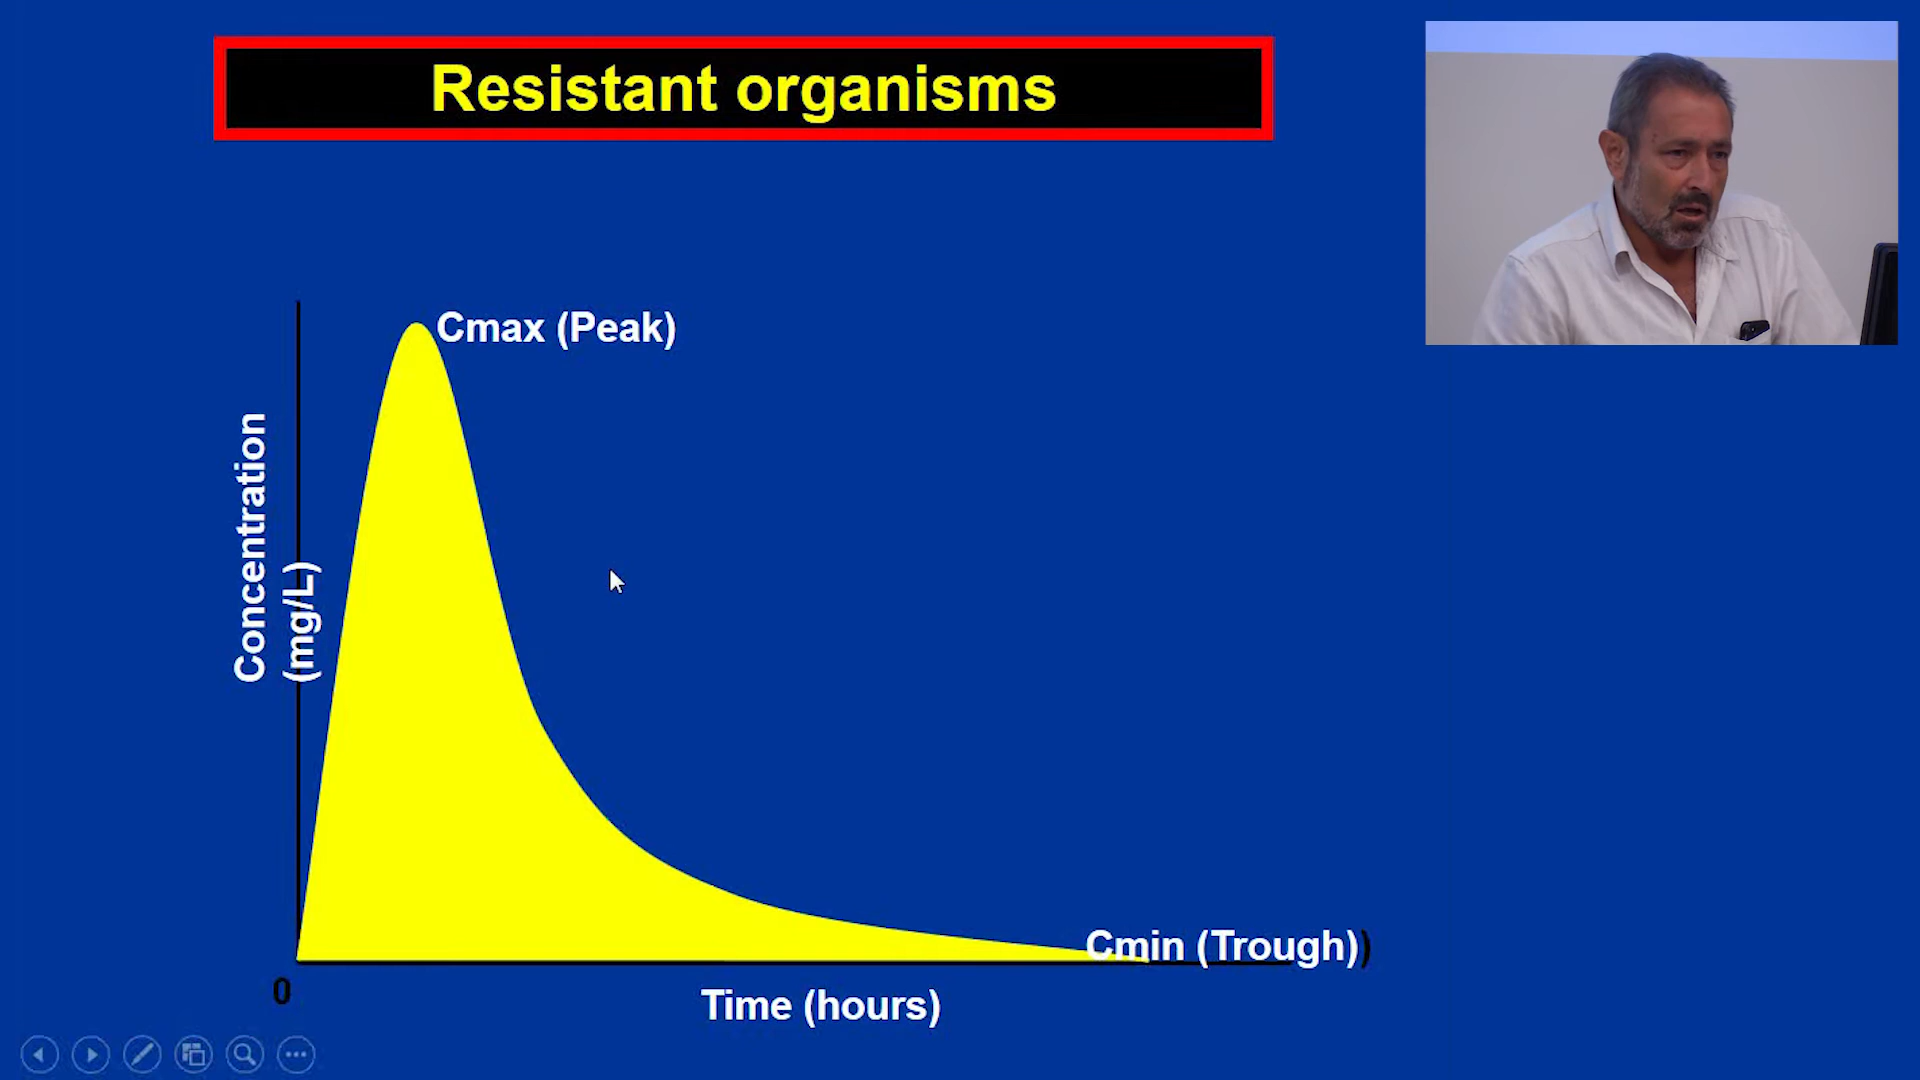 Resistant organisms
Cmax (Peak)
Concentration
(mg/L)
Cmin (Trough))
0
Time (hours)